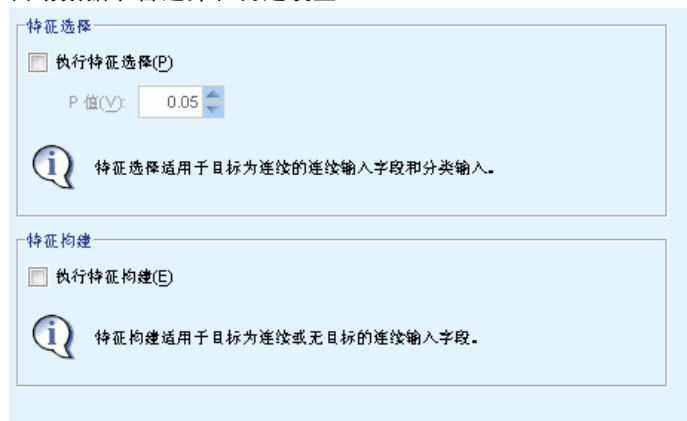 特征选择
执行特征选择(P)
P 值(V): 0.05
特征选择适用于目标为连续的连续输入字段和分类输入。
特征构建
执行特征构建(E)
特征构建适用于目标为连续或无目标的连续输入字段。